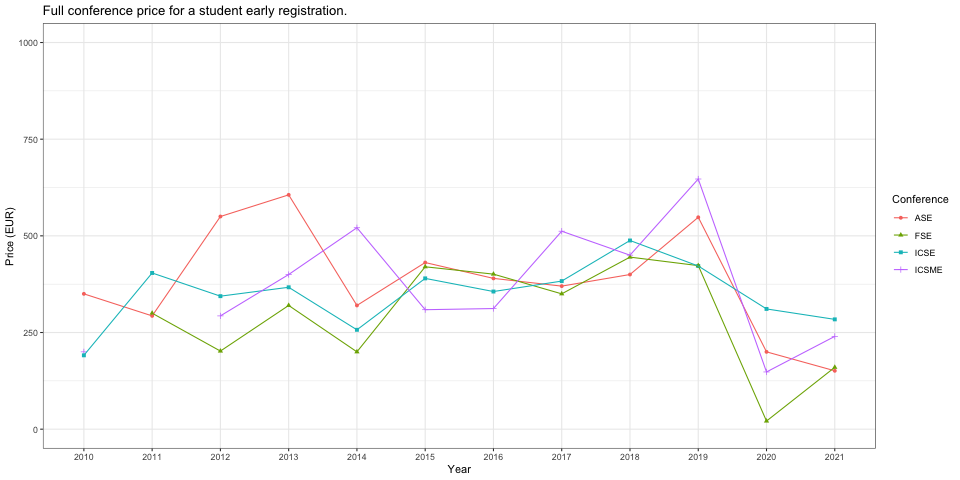 Full conference price for a student early registration.
1000
750
500
250
0
Price (EUR)
2010 2011 2012 2013 2014 2015 2016 2017 2018 2019 2020 2021
Year
Conference
ASE
FSE
ICSE
ICSME